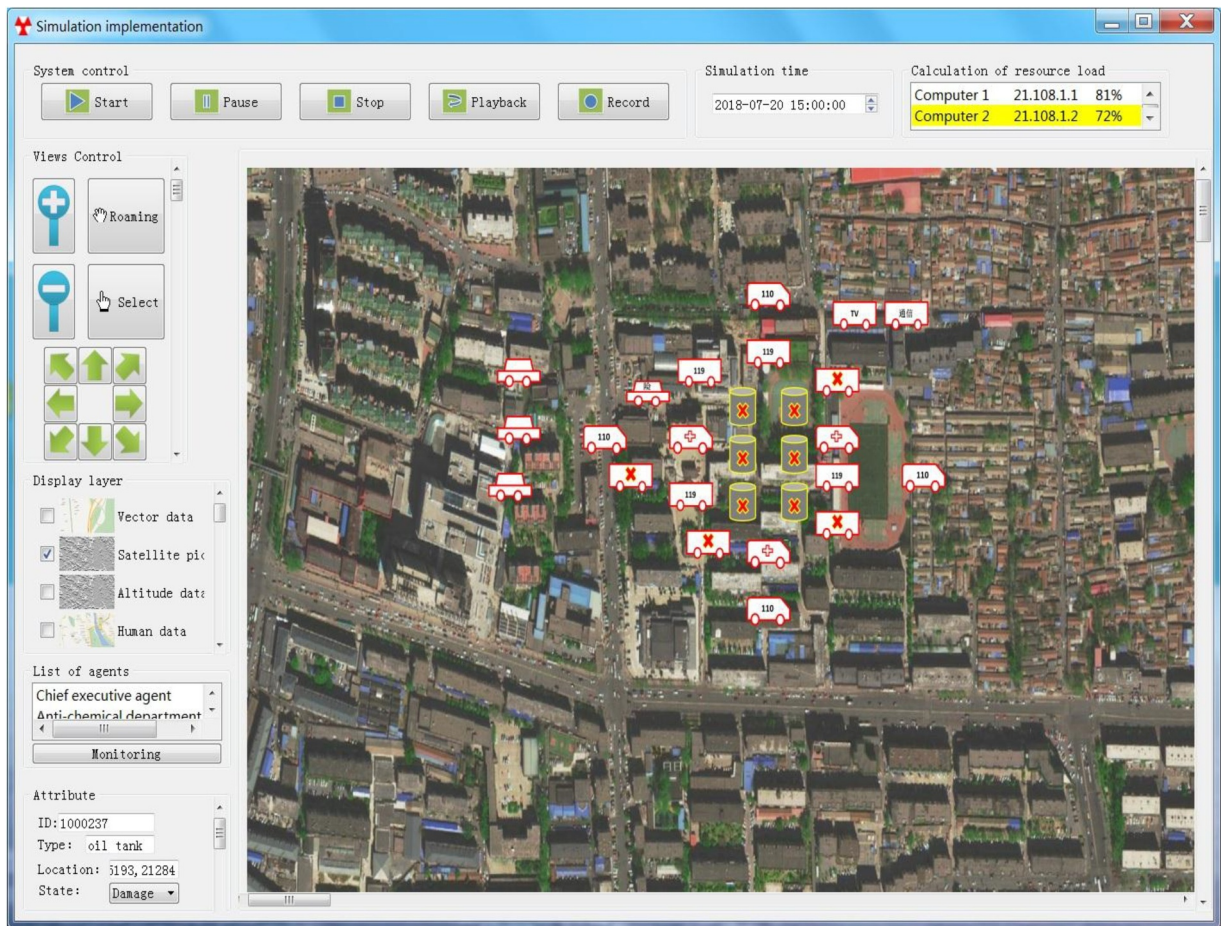 Simulation implementation
System control
Start
Pause
Stop
Playback
Record
Simulation time
2018-07-20 15:00:00
Calculation of resource load
Computer 1 21.108.1.1 81%
Computer 2 21.108.1.2 72%
Views Control
Roaming
Select
Display layer
Vector data
Satellite pic
Altitude data
Human data
List of agents
Chief executive agent
Anti-chemical department
Monitoring
Attribute
ID: 1000237
Type: oil tank
Location: 5193, 21284
State: Damage
110
TV 通信
119
119
110
119
119
110
110